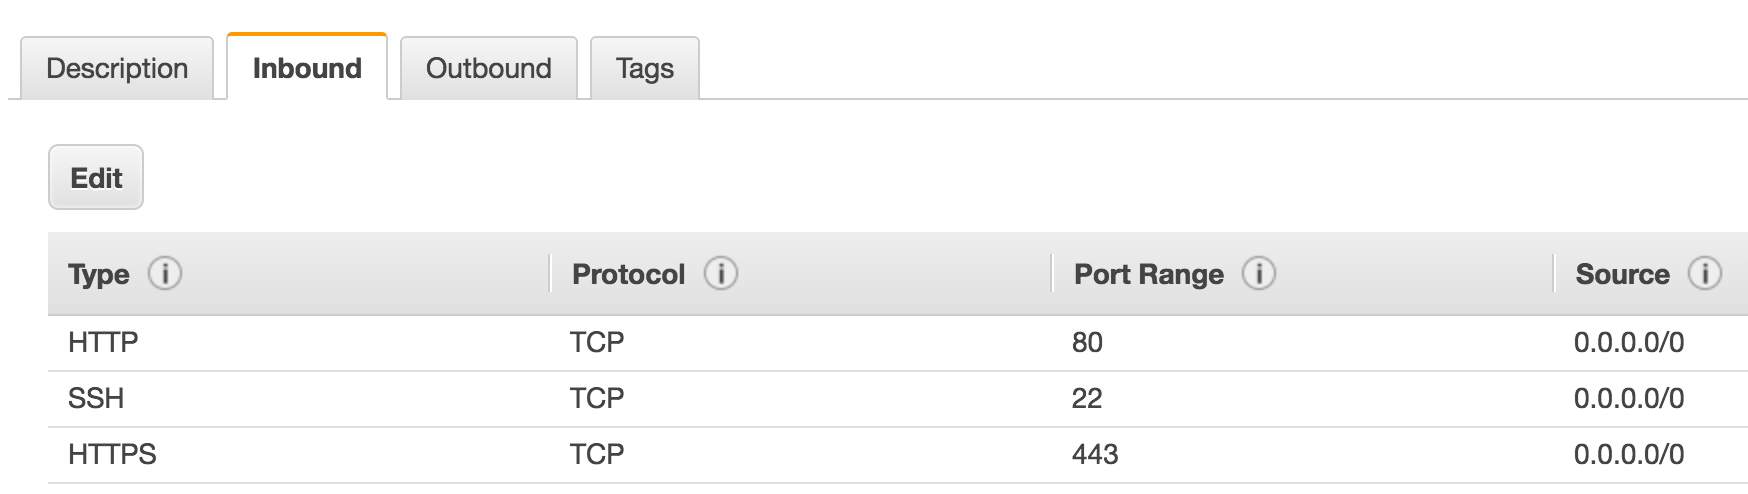 Description Inbound Outbound Tags
Edit
Type i Protocol i Port Range i Source i
HTTP TCP 80 0.0.0.0/0
SSH TCP 22 0.0.0.0/0
HTTPS TCP 443 0.0.0.0/0